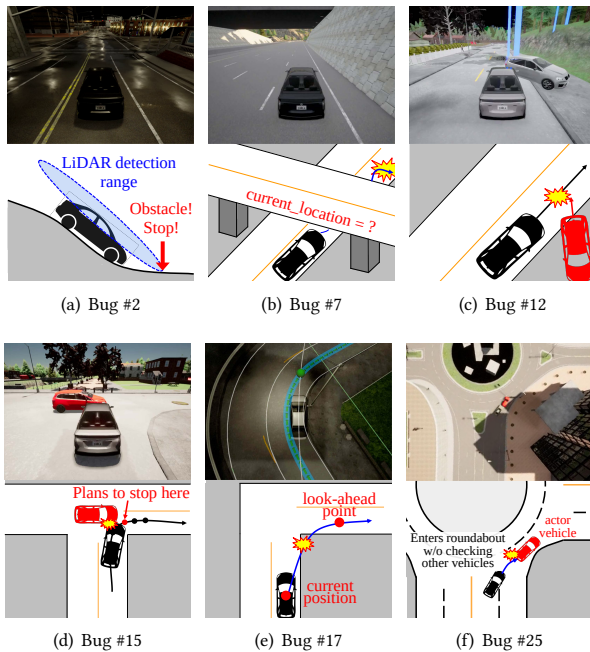 LiDAR detection
range
Obstacle!
Stop!
current_location = ?
(a) Bug #2
(b) Bug #7
(c) Bug #12
Plans to stop here
look-ahead
point
current
position
Enters roundabout
w/o checking
other vehicles
actor
vehicle
(d) Bug #15
(e) Bug #17
(f) Bug #25